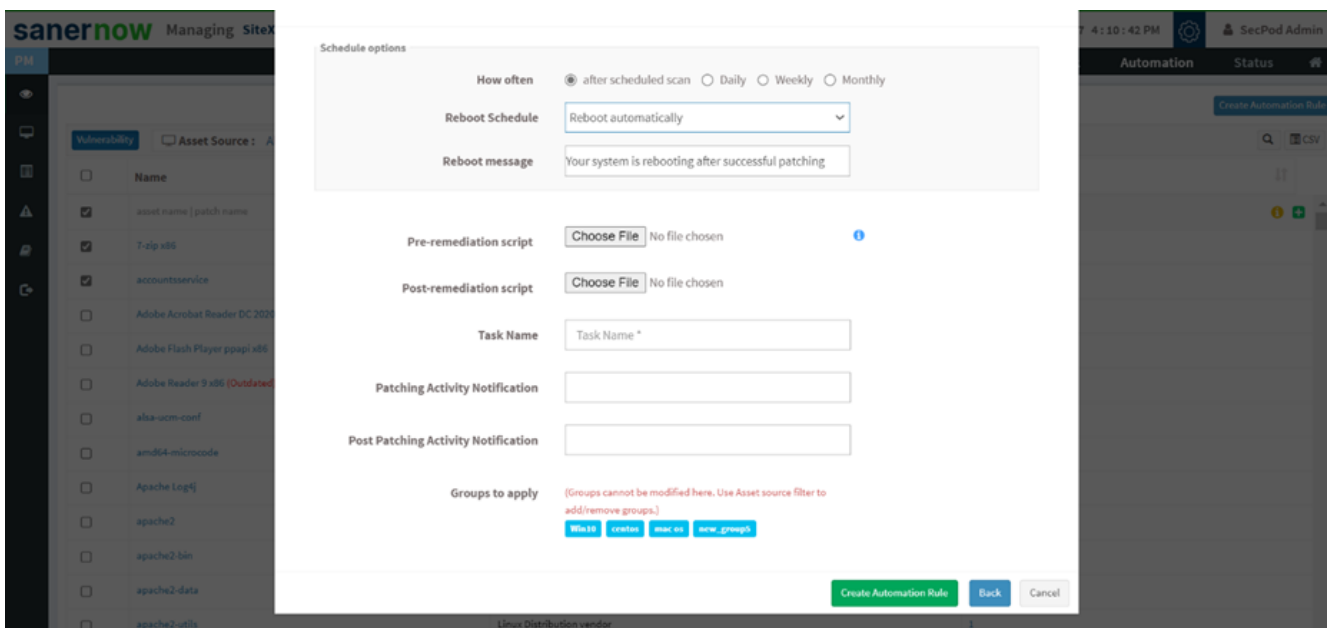 sanernow Managing SiteX
7 4:10:42 PM SecPod Admin
PM
Automation Status
Create Automation Rule
Vulnerability Asset Source : A
CSV
Name
asset name | patch name
7-zip x86
accountsservice
Adobe Acrobat Reader DC 2020
Adobe Flash Player ppapi x86
Adobe Reader 9 x86 (Outdated)
alsa-ucm-conf
amd64-microcode
Apache Log4j
apache2
apache2-bin
apache2-data
apache2-utils Linux Distribution vendor 1
Schedule options
How often after scheduled scan Daily Weekly Monthly
Reboot Schedule Reboot automatically
Reboot message Your system is rebooting after successful patching
Pre-remediation script Choose File No file chosen
Post-remediation script Choose File No file chosen
Task Name Task Name *
Patching Activity Notification
Post Patching Activity Notification
Groups to apply (Groups cannot be modified here. Use Asset source filter to
add/remove groups.)
Win10 centos mac os new_group5
Create Automation Rule Back Cancel